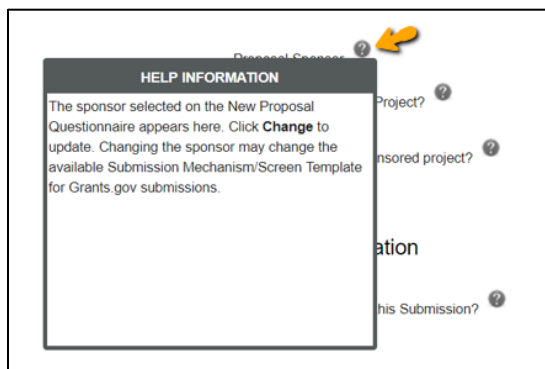 Proposal Sponsor
HELP INFORMATION
The sponsor selected on the New Proposal
Questionnaire appears here. Click Change to
update. Changing the sponsor may change the
available Submission Mechanism/Screen Template
for Grants.gov submissions.
Project?
nsored project?
ation
his Submission?